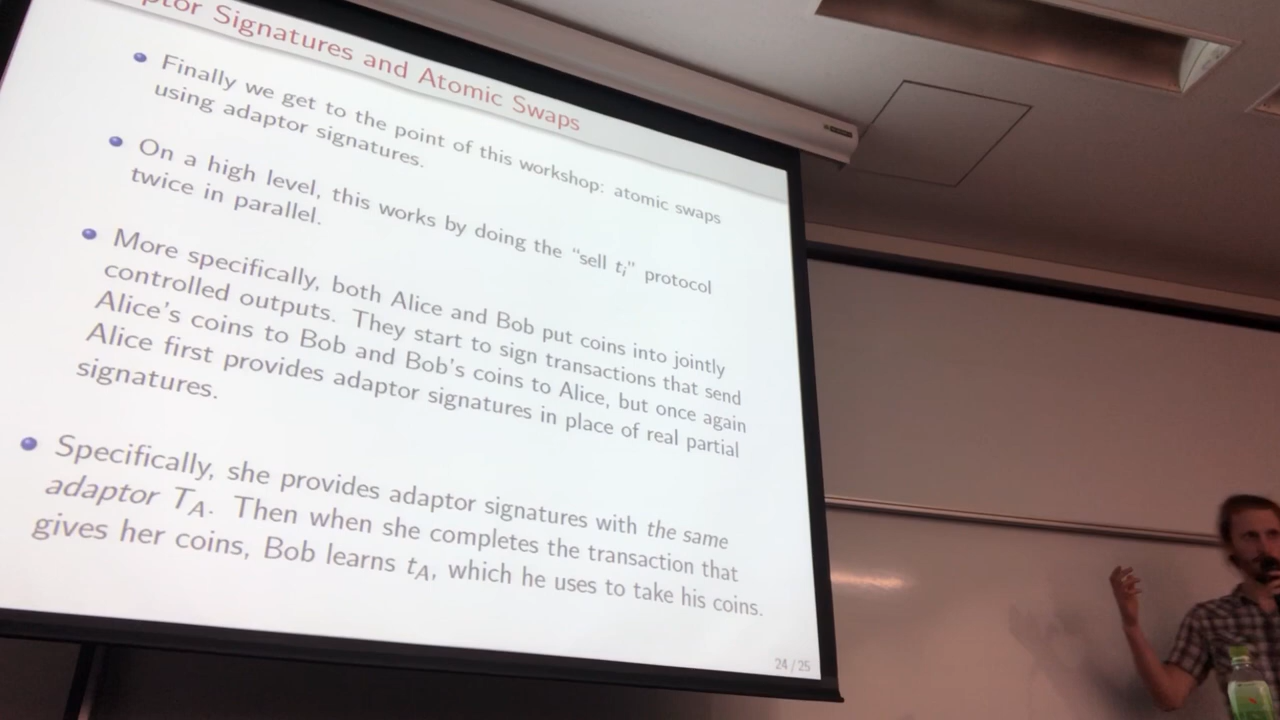 ptor Signatures and Atomic Swaps
Finally we get to the point of this workshop: atomic swaps
using adaptor signatures.
On a high level, this works by doing the “sell tᵢ” protocol
twice in parallel.
More specifically, both Alice and Bob put coins into jointly
controlled outputs. They start to sign transactions that send
Alice's coins to Bob and Bob's coins to Alice, but once again
Alice first provides adaptor signatures in place of real partial
signatures.
Specifically, she provides adaptor signatures with the same
adaptor T_A. Then when she completes the transaction that
gives her coins, Bob learns t_A, which he uses to take his coins.
24 / 25